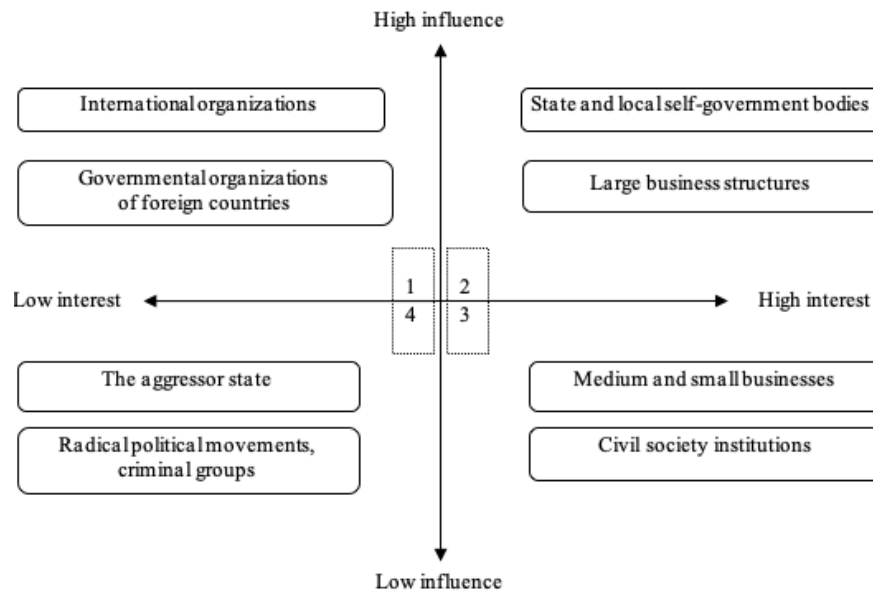 High influence
International organizations
State and local self-government bodies
Governmental organizations
of foreign countries
Large business structures
1 2
Low interest
High interest
4 3
The aggressor state
Medium and small businesses
Radical political movements,
criminal groups
Civil society institutions
Low influence